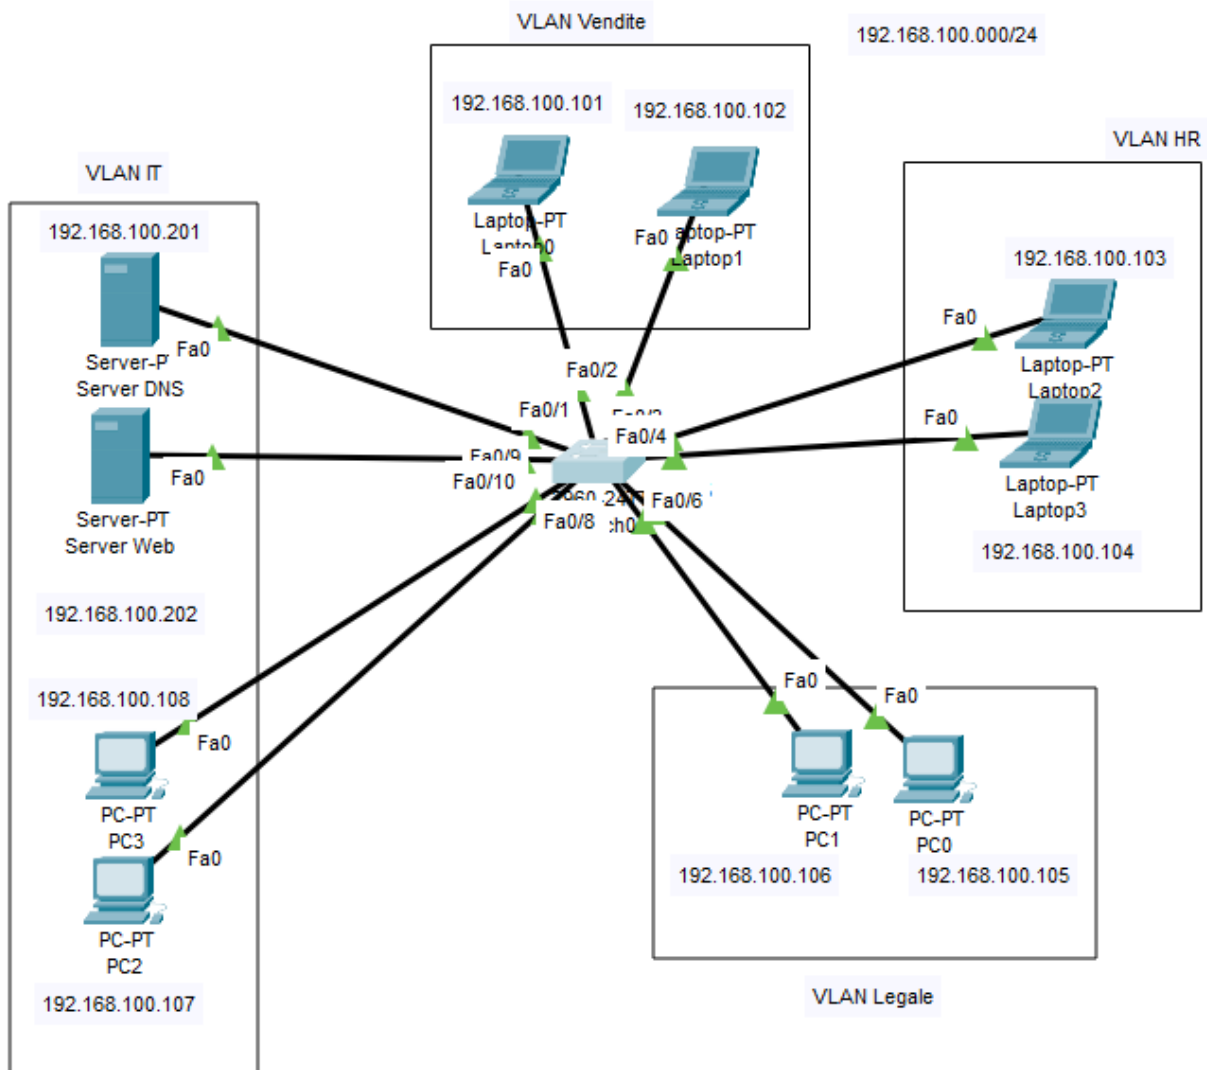 VLAN Vendite
192.168.100.000/24
192.168.100.101
192.168.100.102
Laptop-PT
Fa0
Fa0
Laptop1
VLAN HR
192.168.100.103
Fa0
Laptop-PT
Laptop2
Fa0
Laptop-PT
Laptop3
192.168.100.104
VLAN IT
192.168.100.201
Fa0
Server DNS
Fa0
Server-PT
Server Web
192.168.100.202
192.168.100.108
Fa0
PC-PT
PC3
Fa0
PC-PT
PC2
192.168.100.107
Fa0/2
Fa0/1
Fa0/4
Fa0/9
Fa0/10
Fa0/6
Fa0/8
Fa0
Fa0
PC-PT
PC1
PC-PT
PC0
192.168.100.106
192.168.100.105
VLAN Legale